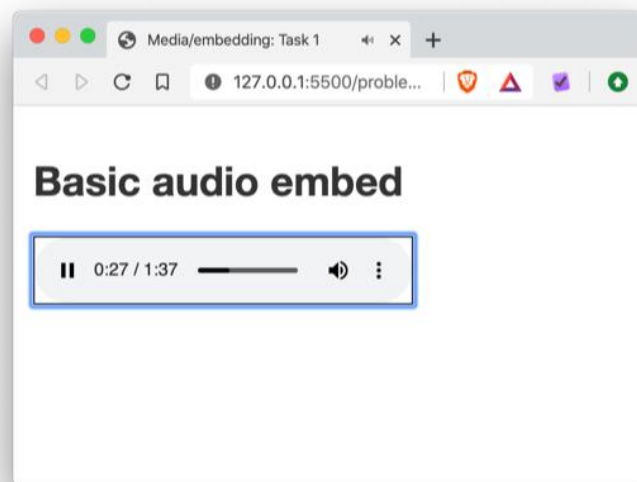 Media/embedding: Task 1
127.0.0.1:5500/proble...
Basic audio embed
0:27 / 1:37